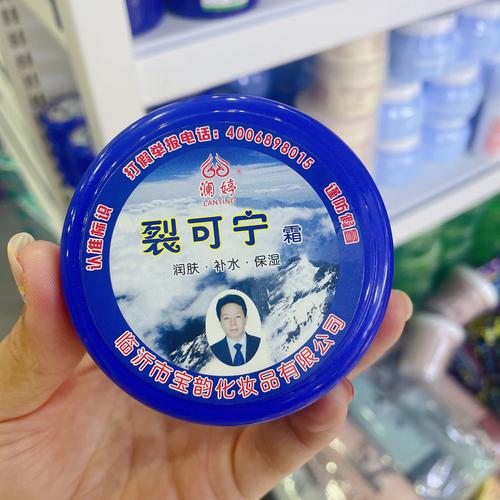 认准标识 打假举报电话：4006898015 谨防假冒
澜婷®
LANTING
裂可宁霜
润肤·补水·保湿
临沂市宝韵化妆品有限公司